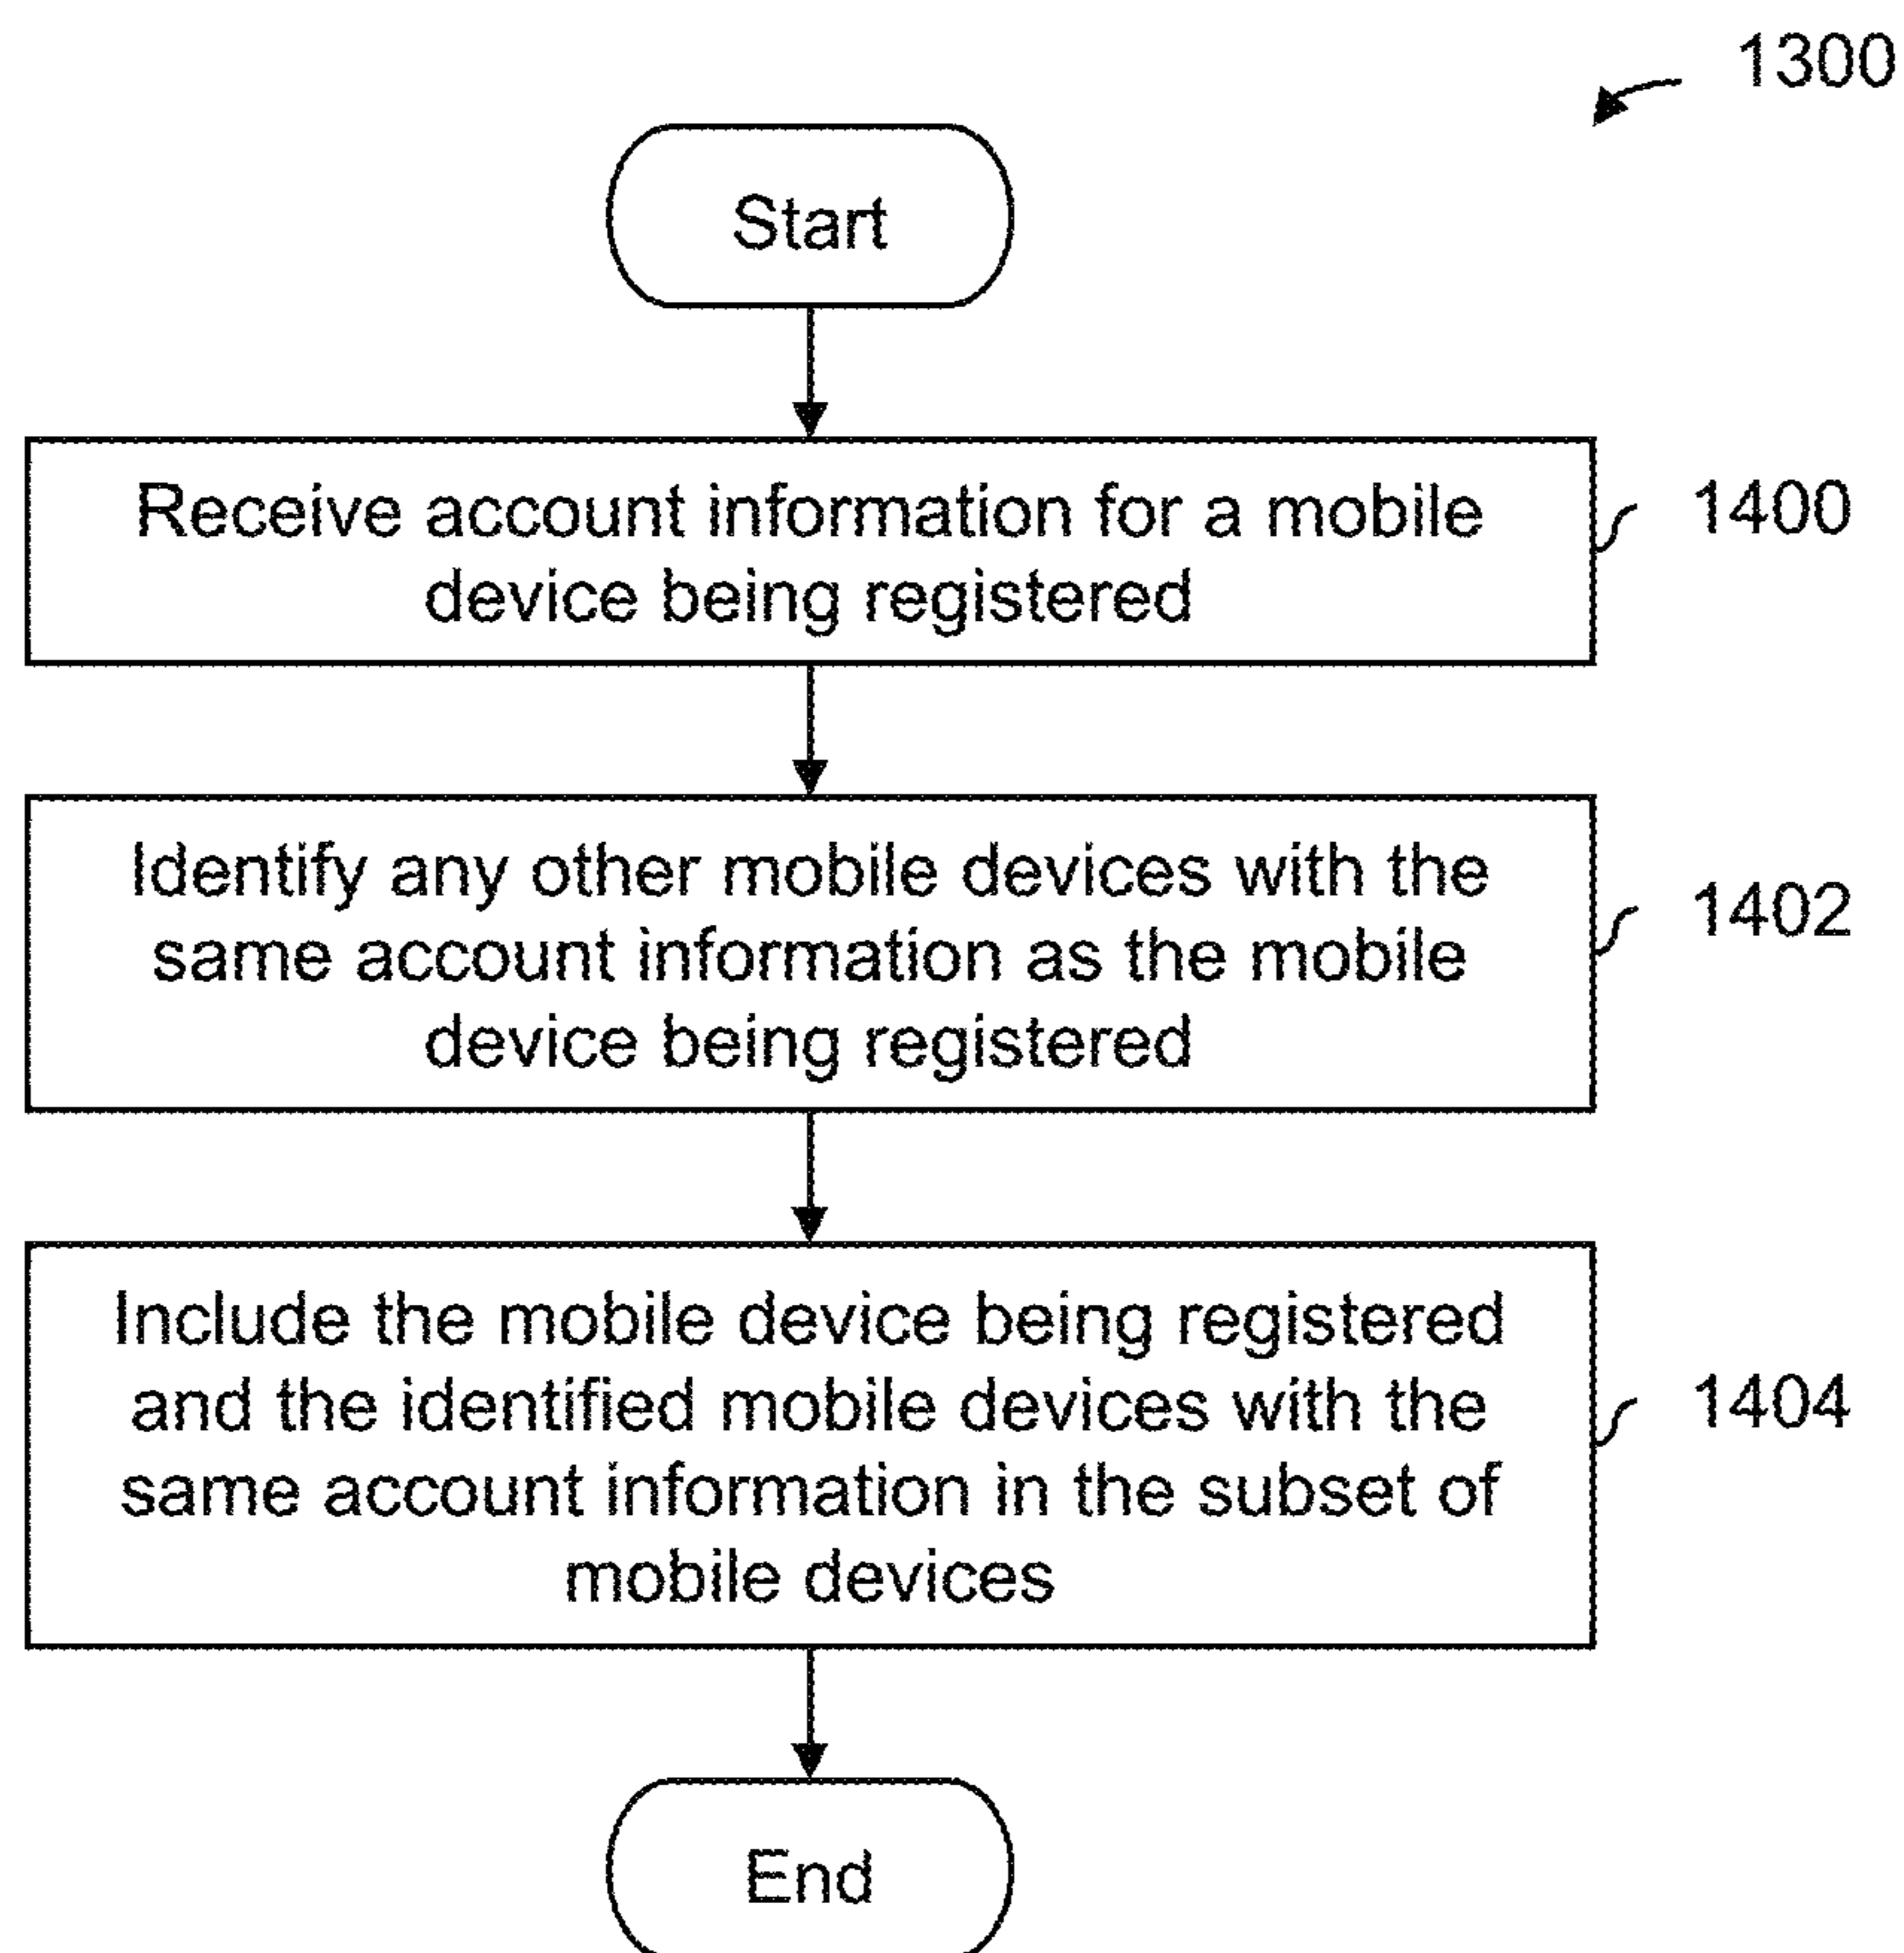 1300
Start
Receive account information for a mobile
device being registered
1400
Identify any other mobile devices with the
same account information as the mobile
device being registered
1402
Include the mobile device being registered
and the identified mobile devices with the
same account information in the subset of
mobile devices
1404
End